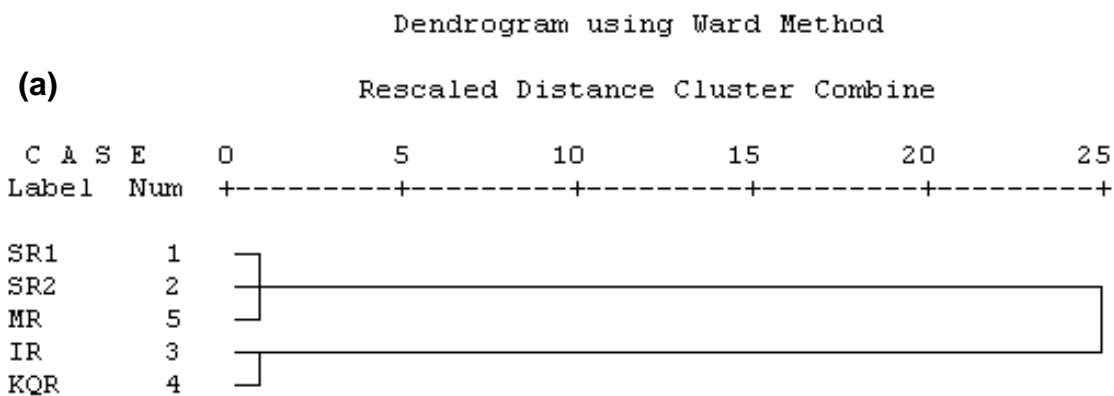 Dendrogram using Ward Method
(a)
Rescaled Distance Cluster Combine
C A S E 0 5 10 15 20 25
Label Num +---------+---------+---------+---------+---------+
SR1 1
SR2 2
MR 5
IR 3
KQR 4